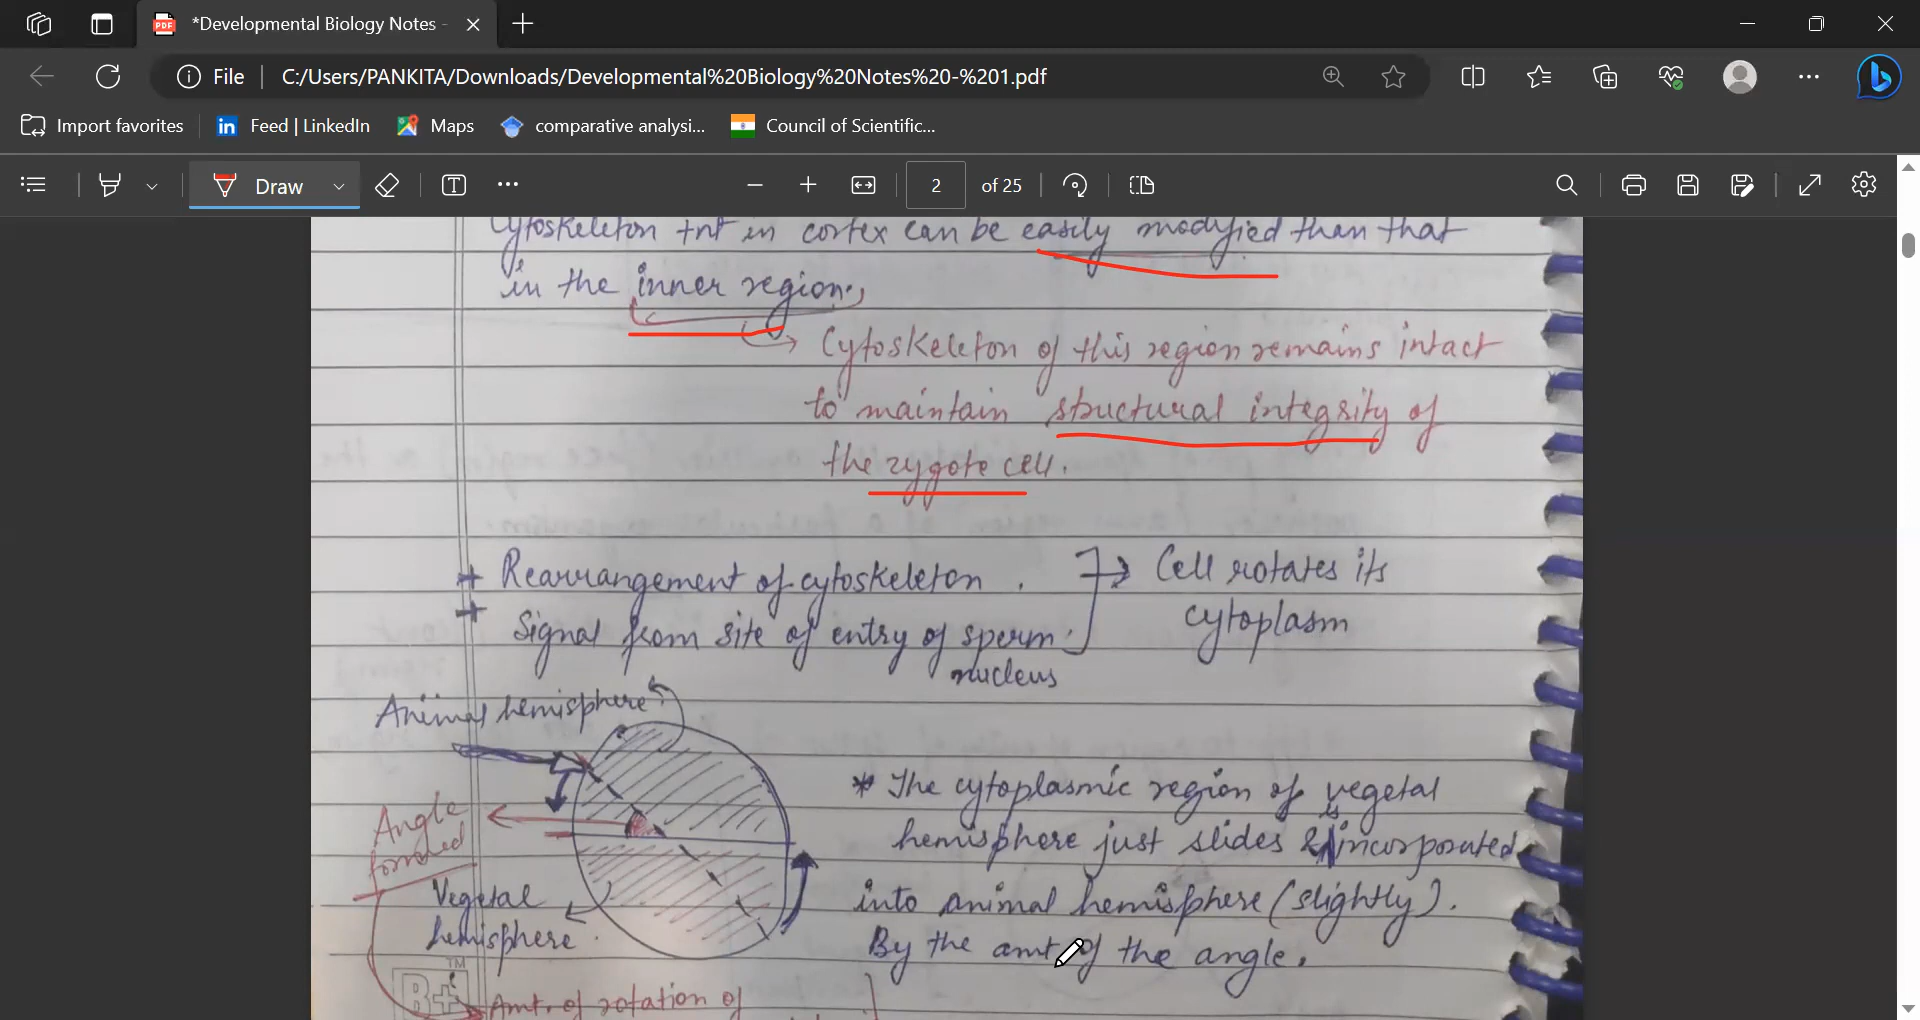 *Developmental Biology Notes -
File
C:/Users/PANKITA/Downloads/Developmental%20Biology%20Notes%20-%201.pdf
Import favorites
Feed | LinkedIn
Maps
comparative analysi...
Council of Scientific...
Draw
2
of 25
Cytoskeleton tnt in cortex can be easily modified than that
in the inner region.
Cytoskeleton of this region remains intact
to maintain structural integrity of
the zygote cell.
+ Rearrangement of cytoskeleton .
→ Cell rotates its
cytoplasm
+ Signal from site of entry of sperm
nucleus
Animal hemisphere
* The cytoplasmic region of vegetal
Angle
formed
hemisphere just slides & is incorporated
Vegetal
hemisphere
into animal hemisphere (slightly).
By the amt of the angle.
TM
B+
Amt. of rotation of